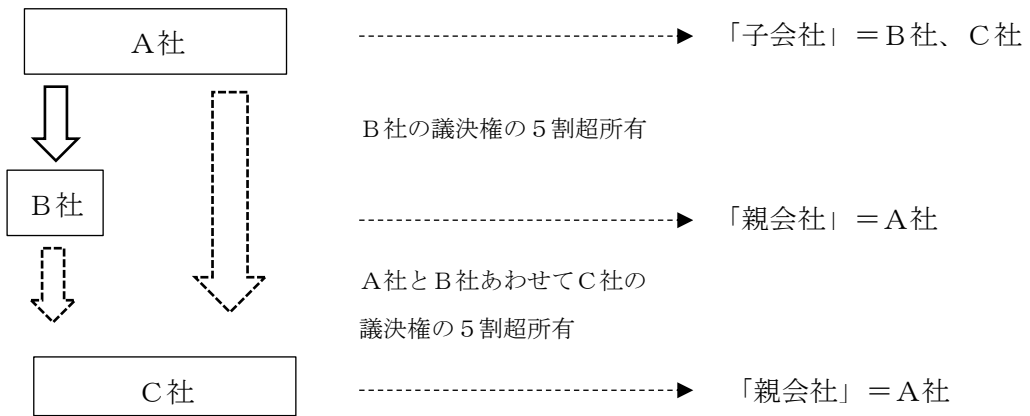 A社
「子会社」=B社、C社
B社の議決権の5割超所有
B社
「親会社」=A社
A社とB社あわせてC社の
議決権の5割超所有
C社
「親会社」=A社